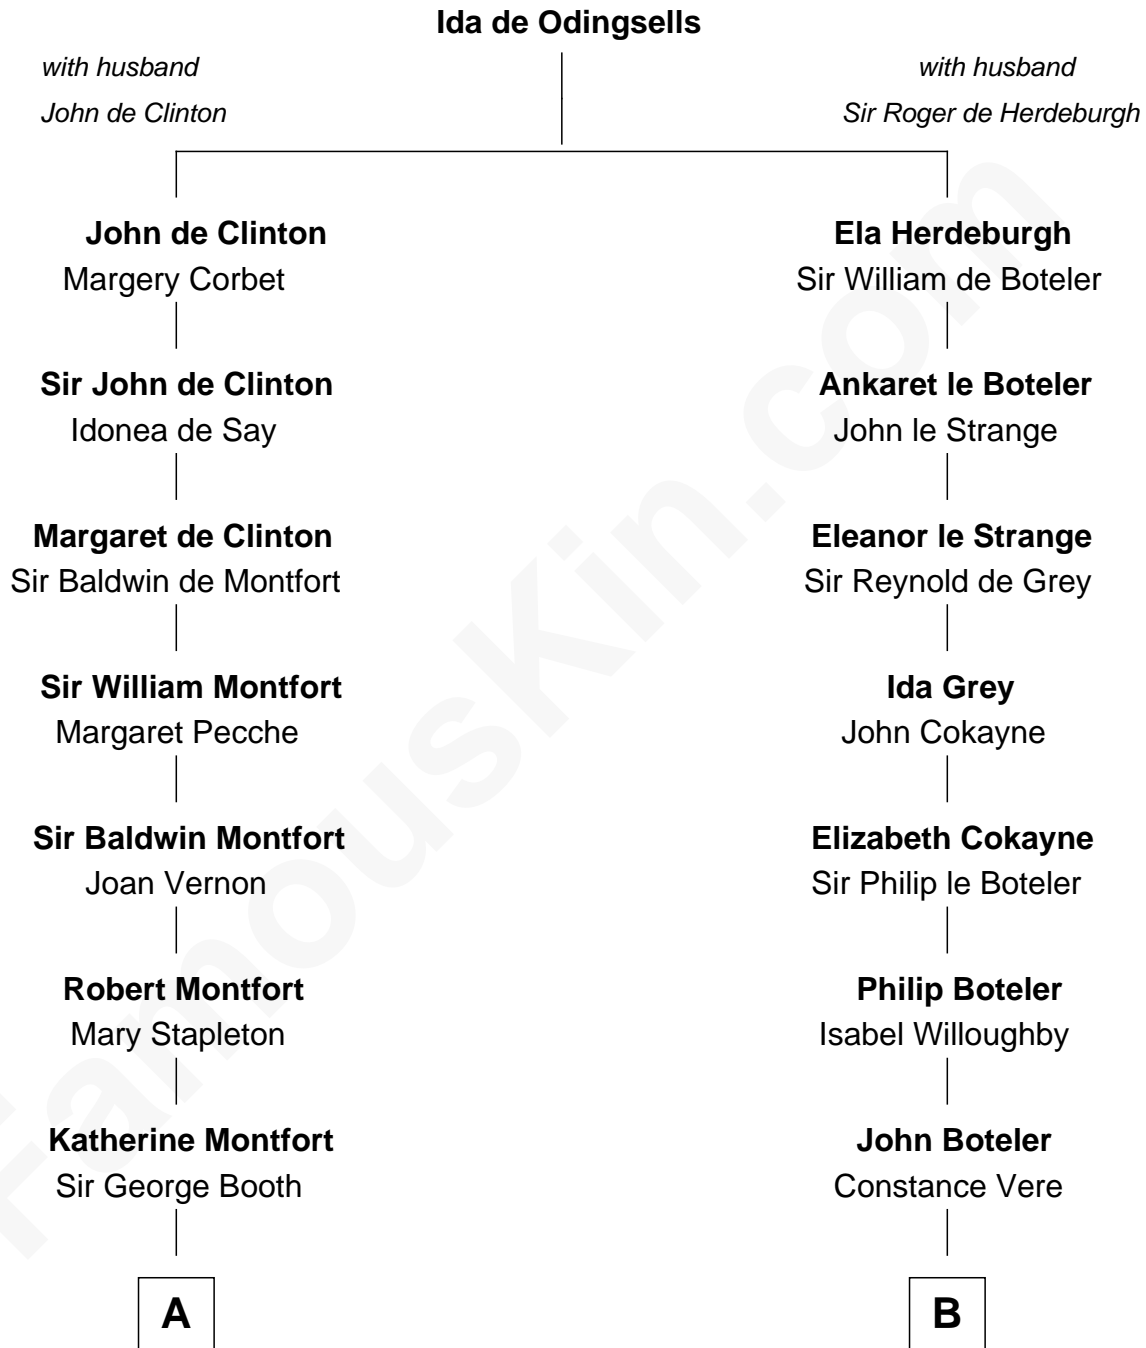 Ida de Odingsells
with husband
John de Clinton
with husband
Sir Roger de Herdeburgh
John de Clinton
Margery Corbet
Ela Herdeburgh
Sir William de Boteler
Sir John de Clinton
Idonea de Say
Ankaret le Boteler
John le Strange
Margaret de Clinton
Sir Baldwin de Montfort
Eleanor le Strange
Sir Reynold de Grey
Sir William Montfort
Margaret Pecche
Ida Grey
John Cokayne
Sir Baldwin Montfort
Joan Vernon
Elizabeth Cokayne
Sir Philip le Boteler
Robert Montfort
Mary Stapleton
Philip Boteler
Isabel Willoughby
Katherine Montfort
Sir George Booth
John Boteler
Constance Vere
A
B
FamousKin.com